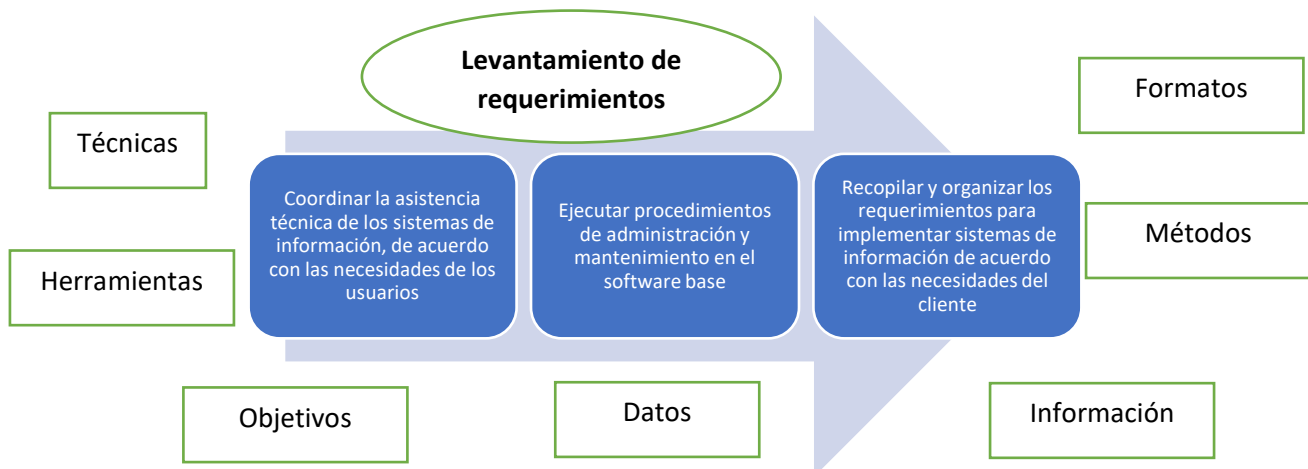 Levantamiento de
requerimientos
Formatos
Técnicas
Coordinar la asistencia
técnica de los sistemas de
información, de acuerdo
con las necesidades de los
usuarios
Ejecutar procedimientos
de administración y
mantenimiento en el
software base
Recopilar y organizar los
requerimientos para
implementar sistemas de
información de acuerdo
con las necesidades del
cliente
Métodos
Herramientas
Objetivos
Datos
Información